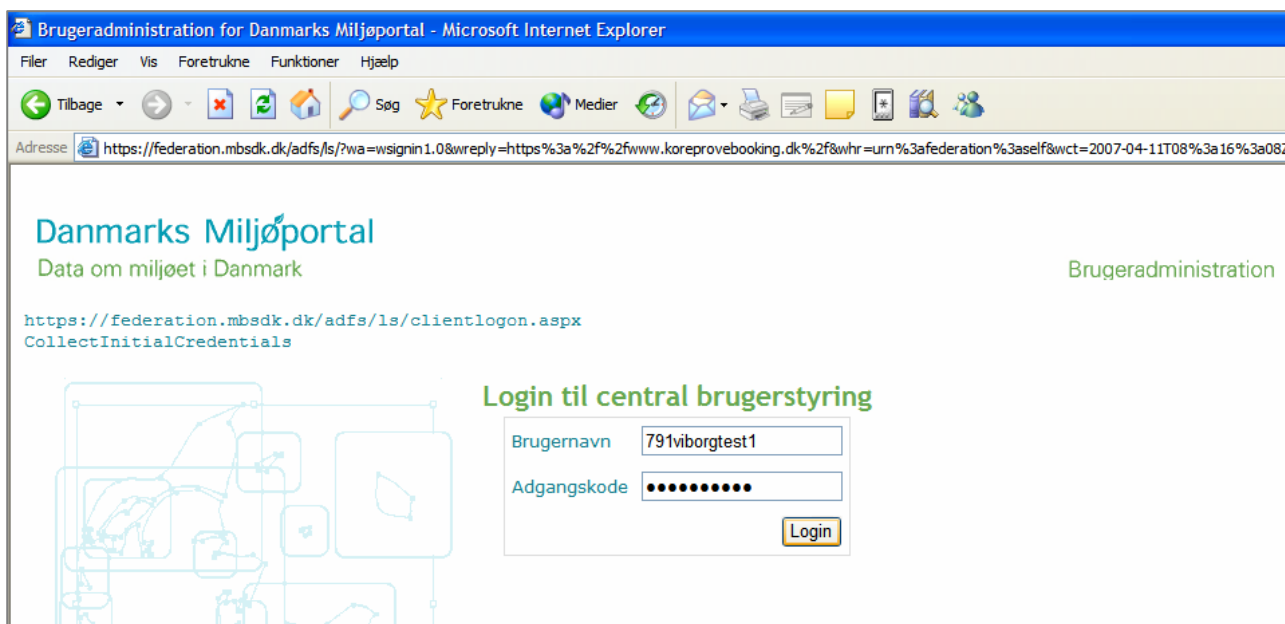 Brugeradministration for Danmarks Miljøportal - Microsoft Internet Explorer
Filer Rediger Vis Foretrukne Funktioner Hjælp
Tilbage Søg Foretrukne Medier
Adresse https://federation.mbsdk.dk/adfs/ls/?wa=wsignin1.0&wreply=https%3a%2f%2fwww.koreprovebooking.dk%2f&whr=urn%3afederation%3aself&wct=2007-04-11T08%3a16%3a08Z
Danmarks Miljøportal
Data om miljøet i Danmark
Brugeradministration
https://federation.mbsdk.dk/adfs/ls/clientlogon.aspx
CollectInitialCredentials
Login til central brugerstyring
Brugernavn 791viborgtest1
Adgangskode ●●●●●●●●●●
Login